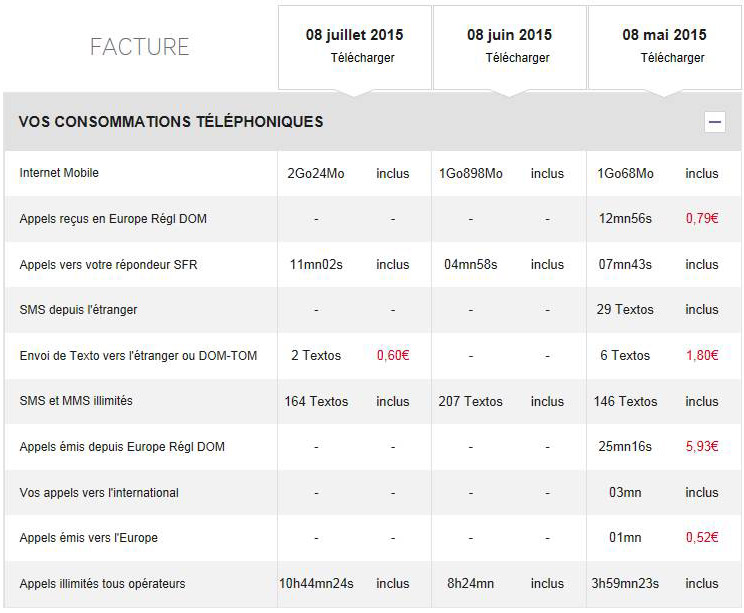 FACTURE
08 juillet 2015 08 juin 2015 08 mai 2015
Télécharger Télécharger Télécharger
VOS CONSOMMATIONS TÉLÉPHONIQUES
Internet Mobile 2Go24Mo inclus 1Go898Mo inclus 1Go68Mo inclus
Appels reçus en Europe Régl DOM - - - - 12mn56s 0,79€
Appels vers votre répondeur SFR 11mn02s inclus 04mn58s inclus 07mn43s inclus
SMS depuis l'étranger - - - - 29 Textos inclus
Envoi de Texto vers l'étranger ou DOM-TOM 2 Textos 0,60€ - - 6 Textos 1,80€
SMS et MMS illimités 164 Textos inclus 207 Textos inclus 146 Textos inclus
Appels émis depuis Europe Régl DOM - - - - 25mn16s 5,93€
Vos appels vers l'international - - - - 03mn inclus
Appels émis vers l'Europe - - - - 01mn 0,52€
Appels illimités tous opérateurs 10h44mn24s inclus 8h24mn inclus 3h59mn23s inclus